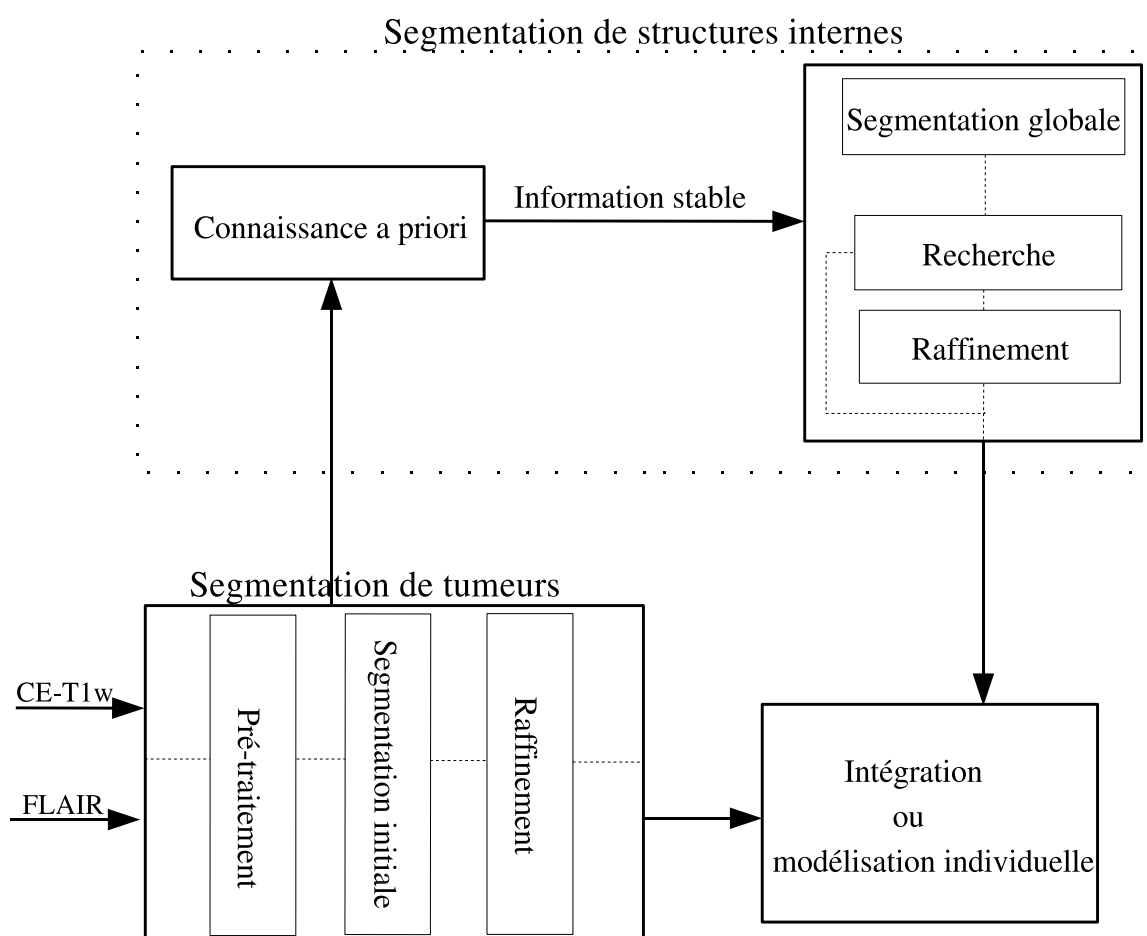 Segmentation de structures internes
Segmentation globale
Information stable
Connaissance a priori
Recherche
Raffinement
Segmentation de tumeurs
CE-T1w
FLAIR
Pré-traitement
Segmentation initiale
Raffinement
Intégration
ou
modélisation individuelle